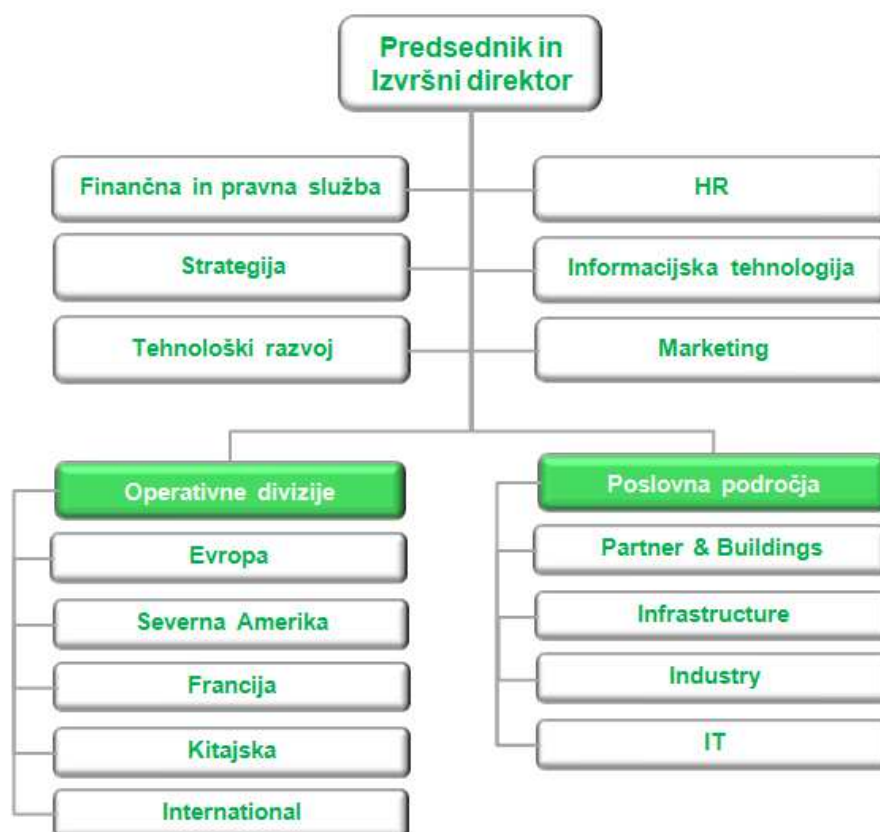 Predsednik in
Izvršni direktor
Finančna in pravna služba
HR
Strategija
Informacijska tehnologija
Tehnološki razvoj
Marketing
Operativne divizije
Evropa
Severna Amerika
Francija
Kitajska
International
Poslovna področja
Partner & Buildings
Infrastructure
Industry
IT